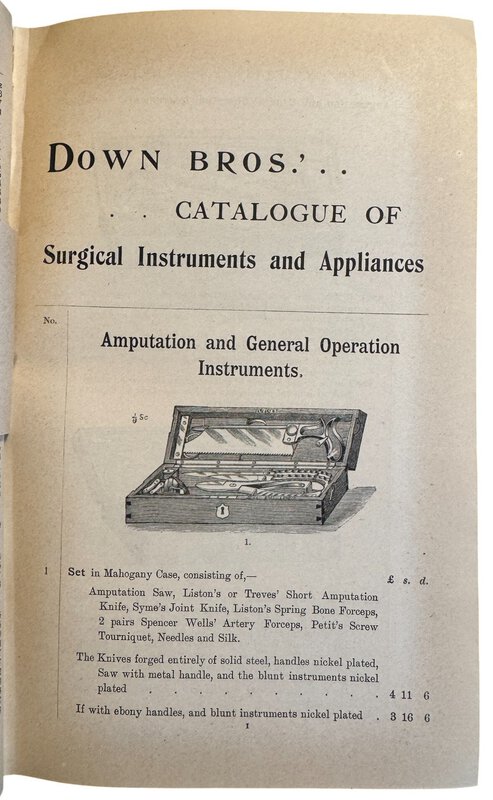 DOWN BROS.'..
. . CATALOGUE OF
Surgical Instruments and Appliances
No.
Amputation and General Operation
Instruments.
1.
1 Set in Mahogany Case, consisting of,— £ s. d.
Amputation Saw, Liston's or Treves' Short Amputation
Knife, Syme's Joint Knife, Liston's Spring Bone Forceps,
2 pairs Spencer Wells' Artery Forceps, Petit's Screw
Tourniquet, Needles and Silk.
The Knives forged entirely of solid steel, handles nickel plated,
Saw with metal handle, and the blunt instruments nickel
plated . . . . . . . . . 4 11 6
If with ebony handles, and blunt instruments nickel plated . 3 16 6
1